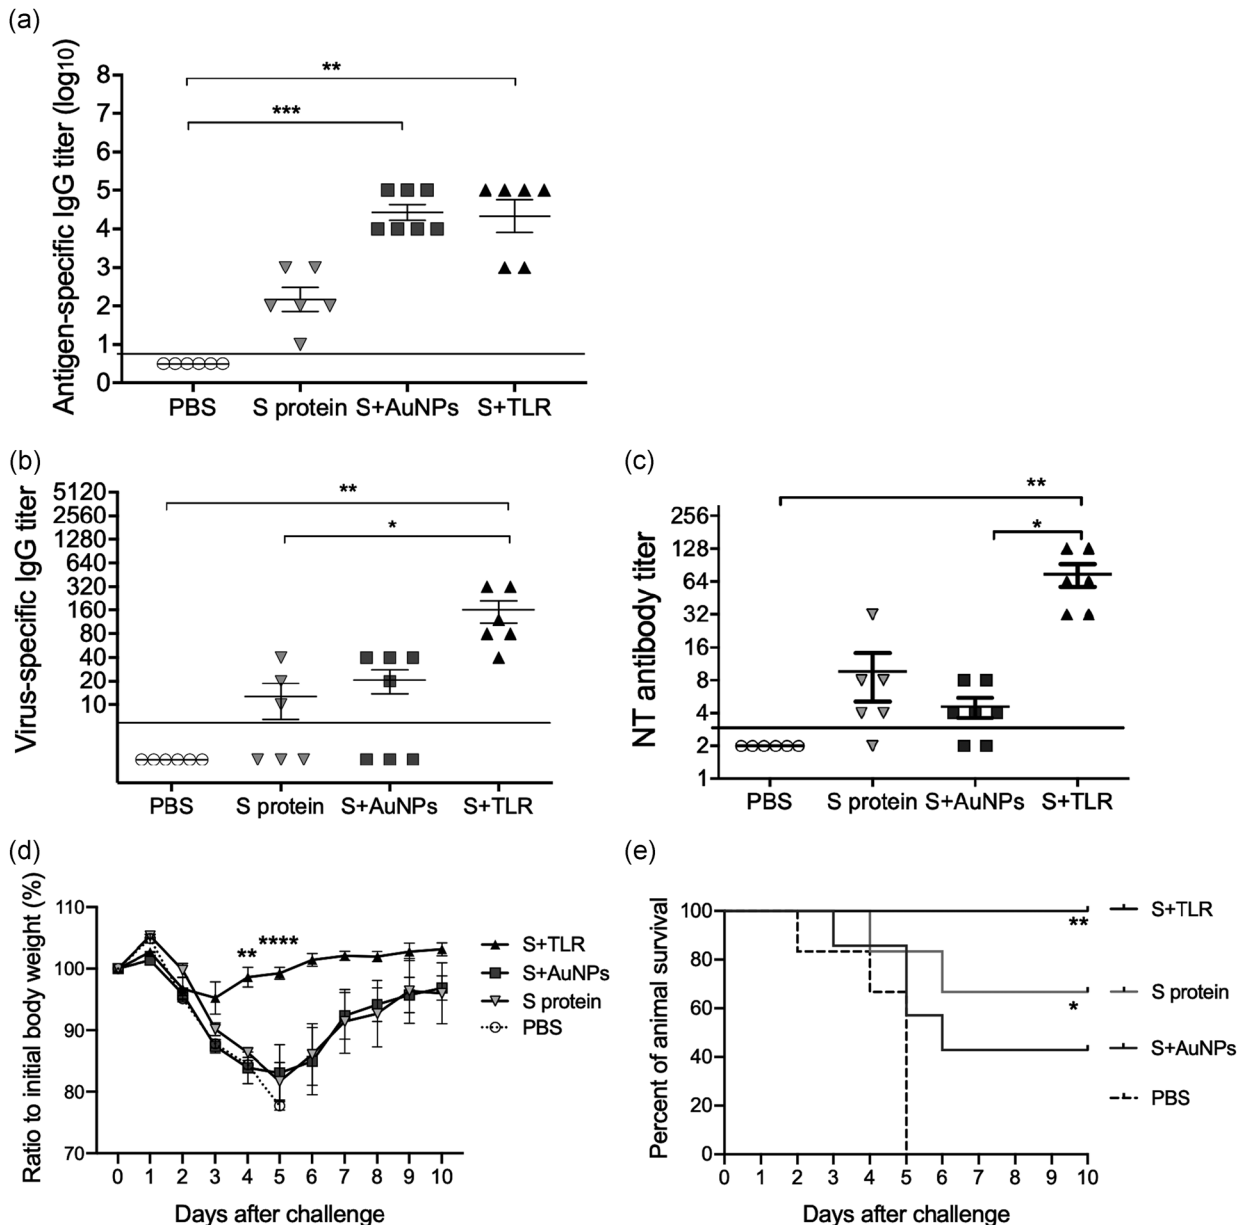 (a)
Antigen-specific IgG titer (log10)
8
7
6
5
4
3
2
1
0
**
***
PBS S protein S+AuNPs S+TLR
(b)
Virus-specific IgG titer
5120
2560
1280
640
320
160
80
40
20
10
**
*
PBS S protein S+AuNPs S+TLR
(c)
NT antibody titer
256
128
64
32
16
8
4
2
1
**
*
PBS S protein S+AuNPs S+TLR
(d)
Ratio to initial body weight (%)
110
100
90
80
70
** ****
S+TLR
S+AuNPs
S protein
PBS
0 1 2 3 4 5 6 7 8 9 10
Days after challenge
(e)
Percent of animal survival
100
80
60
40
20
0
**
*
S+TLR
S protein
S+AuNPs
PBS
0 1 2 3 4 5 6 7 8 9 10
Days after challenge